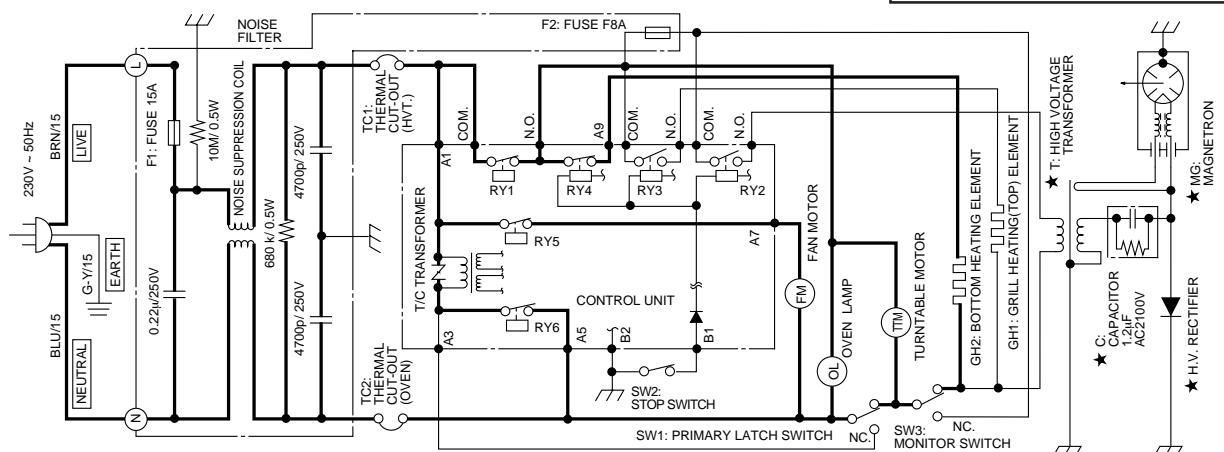 NOISE
FILTER
F2: FUSE F8A
230V ~ 50Hz
BRN/15
LIVE
L
F1: FUSE 15A
10M/ 0.5W
NOISE SUPPRESSION COIL
4700p/ 250V
TC1:
THERMAL
CUT-OUT
(HVT.)
COM.
N.O.
A9
COM.
N.O.
COM.
N.O.
A1
RY1
RY4
RY3
RY2
G-Y/15
EARTH
0.22µ/250V
680 k/ 0.5W
4700p/ 250V
BLU/15
NEUTRAL
N
T/C TRANSFORMER
RY5
A7
CONTROL UNIT
RY6
A3
A5
B2
B1
TC2:
THERMAL
CUT-OUT
(OVEN)
SW2:
STOP SWITCH
FAN MOTOR
FM
OVEN LAMP
OL
TURNTABLE MOTOR
TTM
GH2: BOTTOM HEATING ELEMENT
GH1: GRILL HEATING(TOP) ELEMENT
SW1: PRIMARY LATCH SWITCH
NC.
SW3:
MONITOR SWITCH
NC.
★ T: HIGH VOLTAGE
TRANSFORMER
★ MG:
MAGNETRON
★ C:
CAPACITOR
1.2µF
AC2100V
★ H.V. RECTIFIER